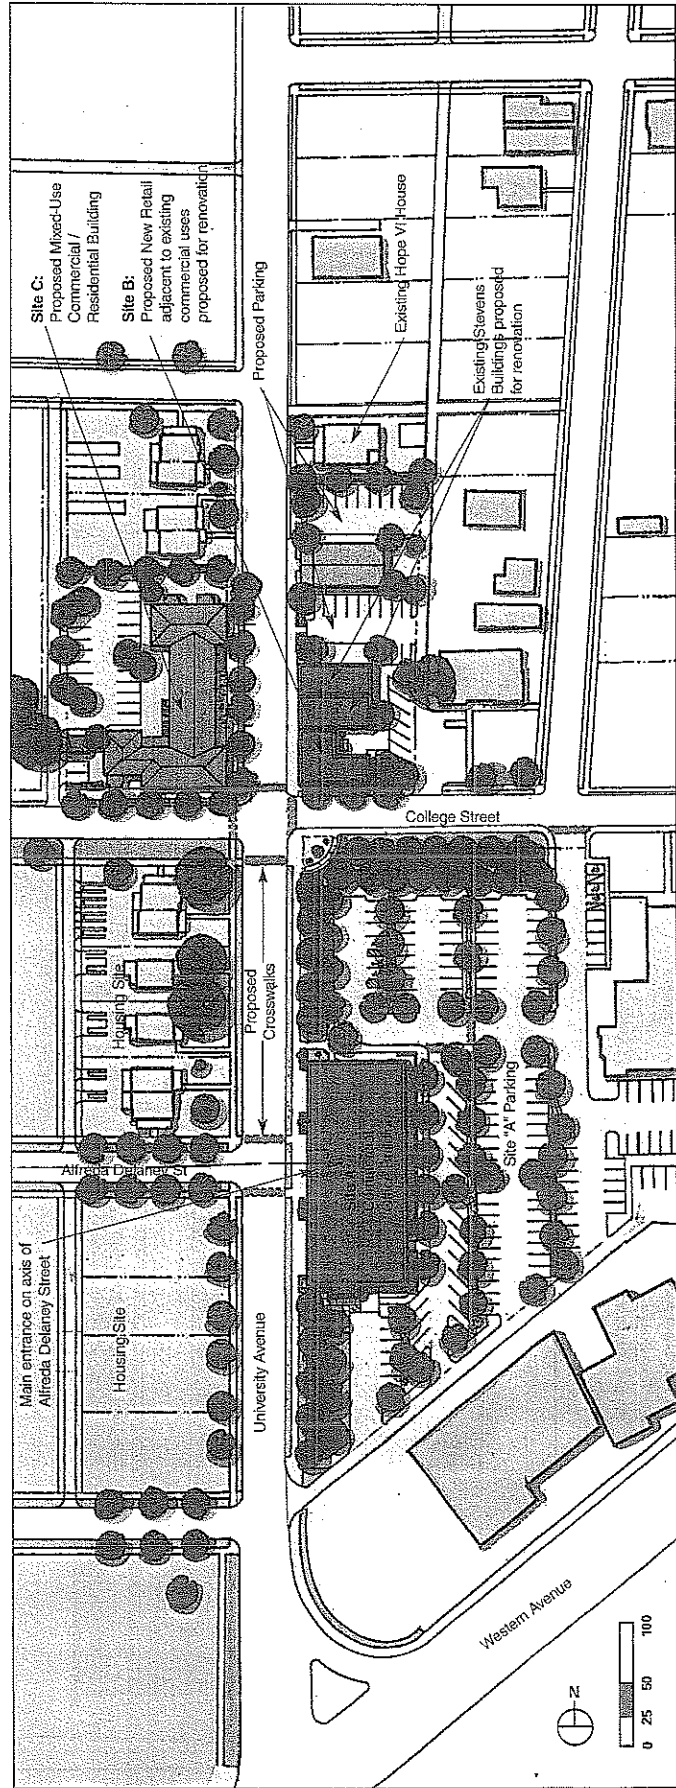 Site C:
Proposed Mixed-Use
Commercial /
Residential Building
Site B:
Proposed New Retail
adjacent to existing
commercial uses
proposed for renovation
Proposed Parking
Existing Hope VI House
Existing Stevens
Buildings proposed
for renovation
College Street
Housing Site
Proposed
Crosswalks
Alfreda Delaney St
Main entrance on axis of
Alfreda Delaney Street
Housing Site
University Avenue
Site "A" Parking
Western Avenue
N
0 25 50 100